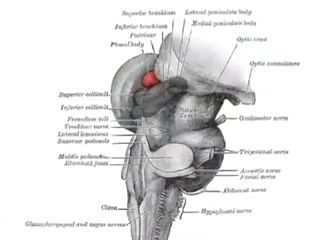 Superior brachium
Lateral geniculate body
Inferior brachium
Medial geniculate body
Pulvinar
Pineal body
Optic tract
Optic commissure
Superior colliculi
Inferior colliculi
Frenulum veli
Trochlear nerve
Lateral lemniscus
Superior peduncle
Cerebral
Oculomotor nerve
Middle peduncle
Rhomboid fossa
Trigeminal nerve
Acoustic nerve
Facial nerve
Abducent nerve
Clava
Hypoglossal nerve
Glossopharyngeal and vagus nerves